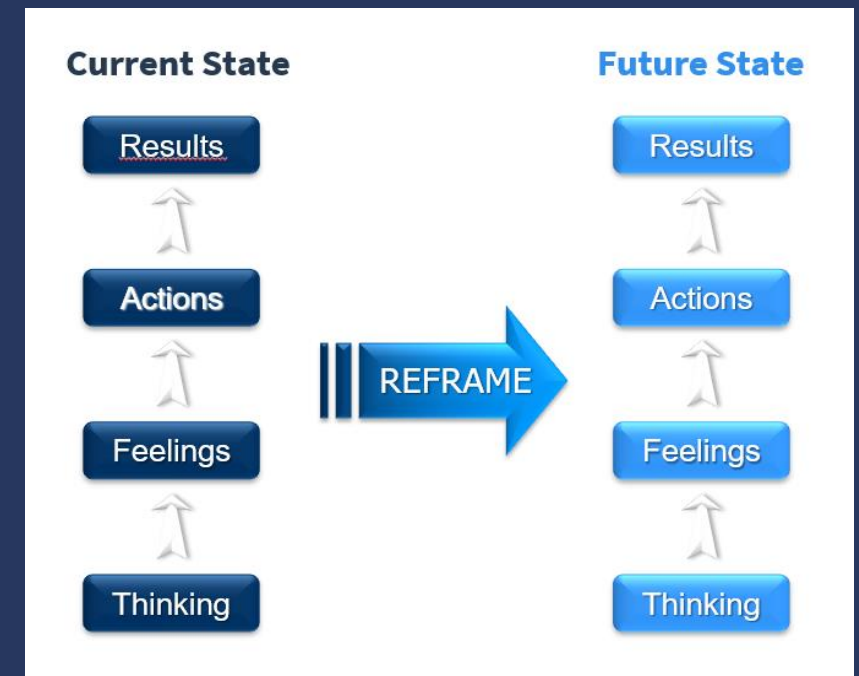 Current State
Results
Actions
Feelings
Thinking
REFRAME
Future State
Results
Actions
Feelings
Thinking